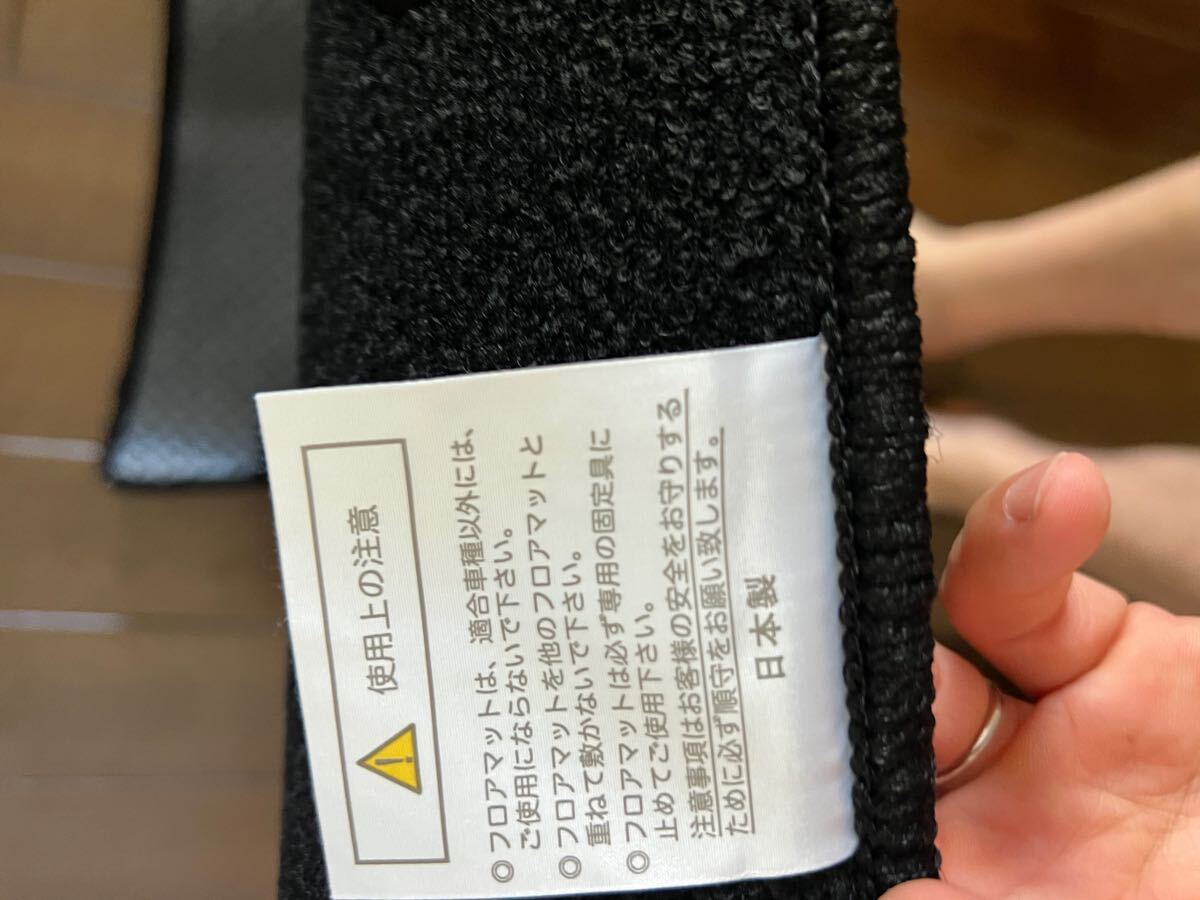 使用上の注意
◎フロアマットは、適合車種以外には、
ご使用にならないで下さい。
◎フロアマットを他のフロアマットと
重ねて敷かないで下さい。
◎フロアマットは必ず専用の固定具に
止めてご使用下さい。
注意事項はお客様の安全をお守りする
ために必ず順守をお願い致します。
日本製